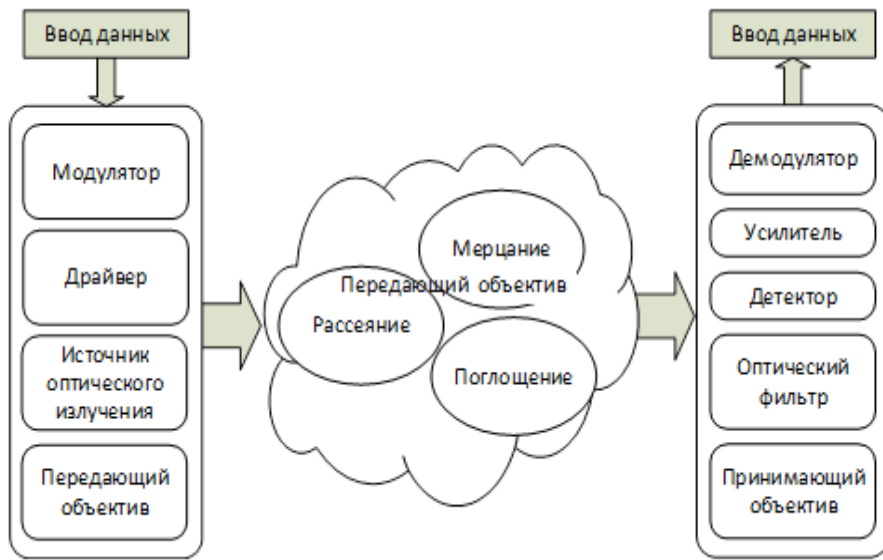 Ввод данных
Модулятор
Драйвер
Источник
оптического
излучения
Передающий
объектив
Мерцание
Передающий объектив
Рассеяние
Поглощение
Ввод данных
Демодулятор
Усилитель
Детектор
Оптический
фильтр
Принимающий
объектив